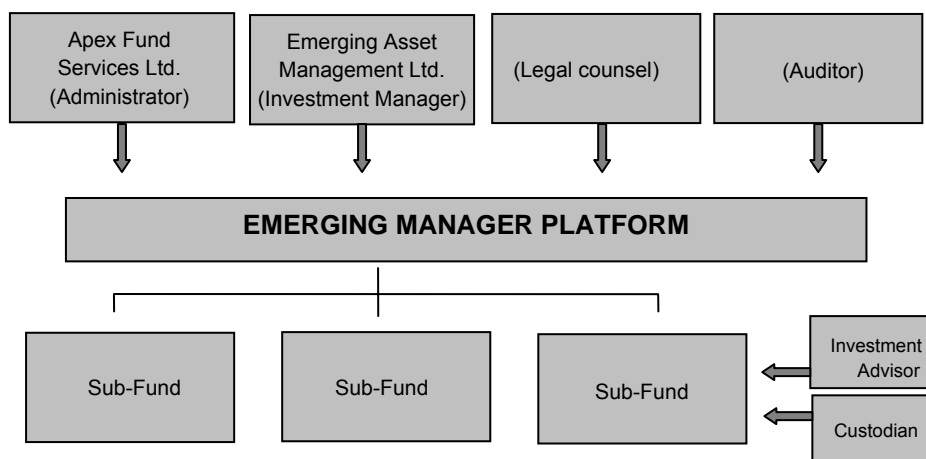 Apex Fund
Services Ltd.
(Administrator)
Emerging Asset
Management Ltd.
(Investment Manager)
(Legal counsel)
(Auditor)
EMERGING MANAGER PLATFORM
Sub-Fund
Sub-Fund
Sub-Fund
Investment
Advisor
Custodian